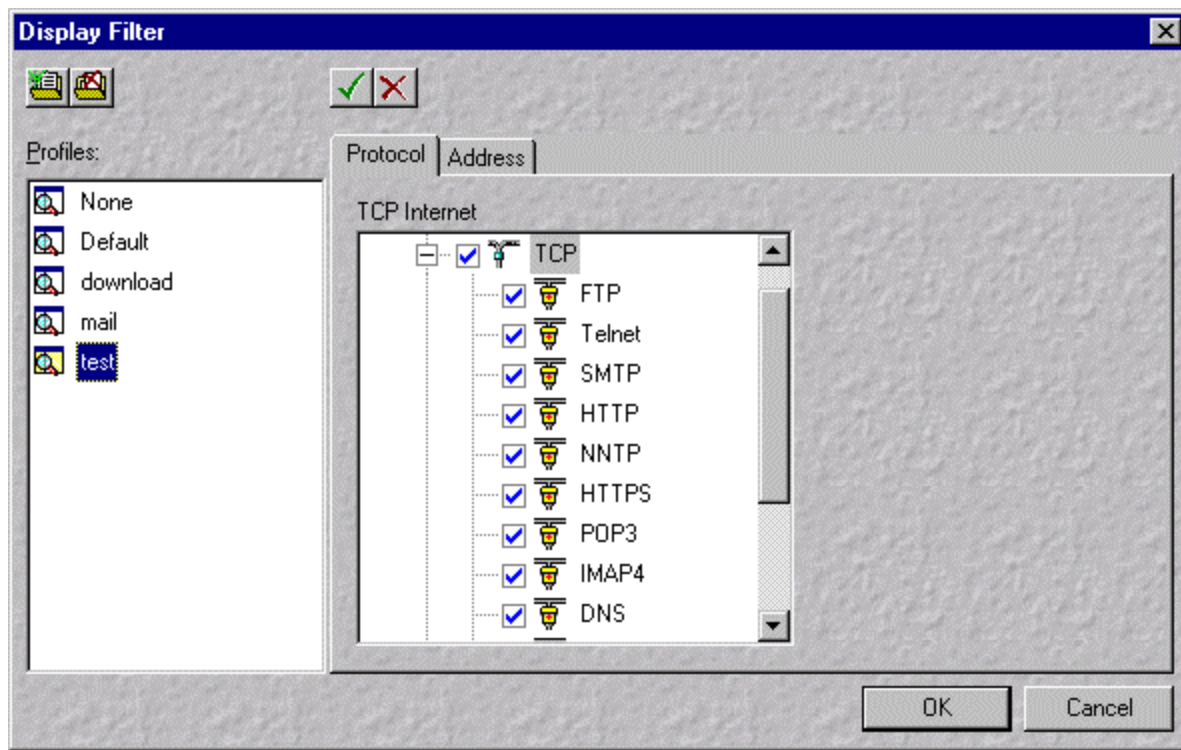 Display Filter
Profiles:
None
Default
download
mail
test
Protocol
Address
TCP Internet
TCP
FTP
Telnet
SMTP
HTTP
NNTP
HTTPS
POP3
IMAP4
DNS
OK
Cancel